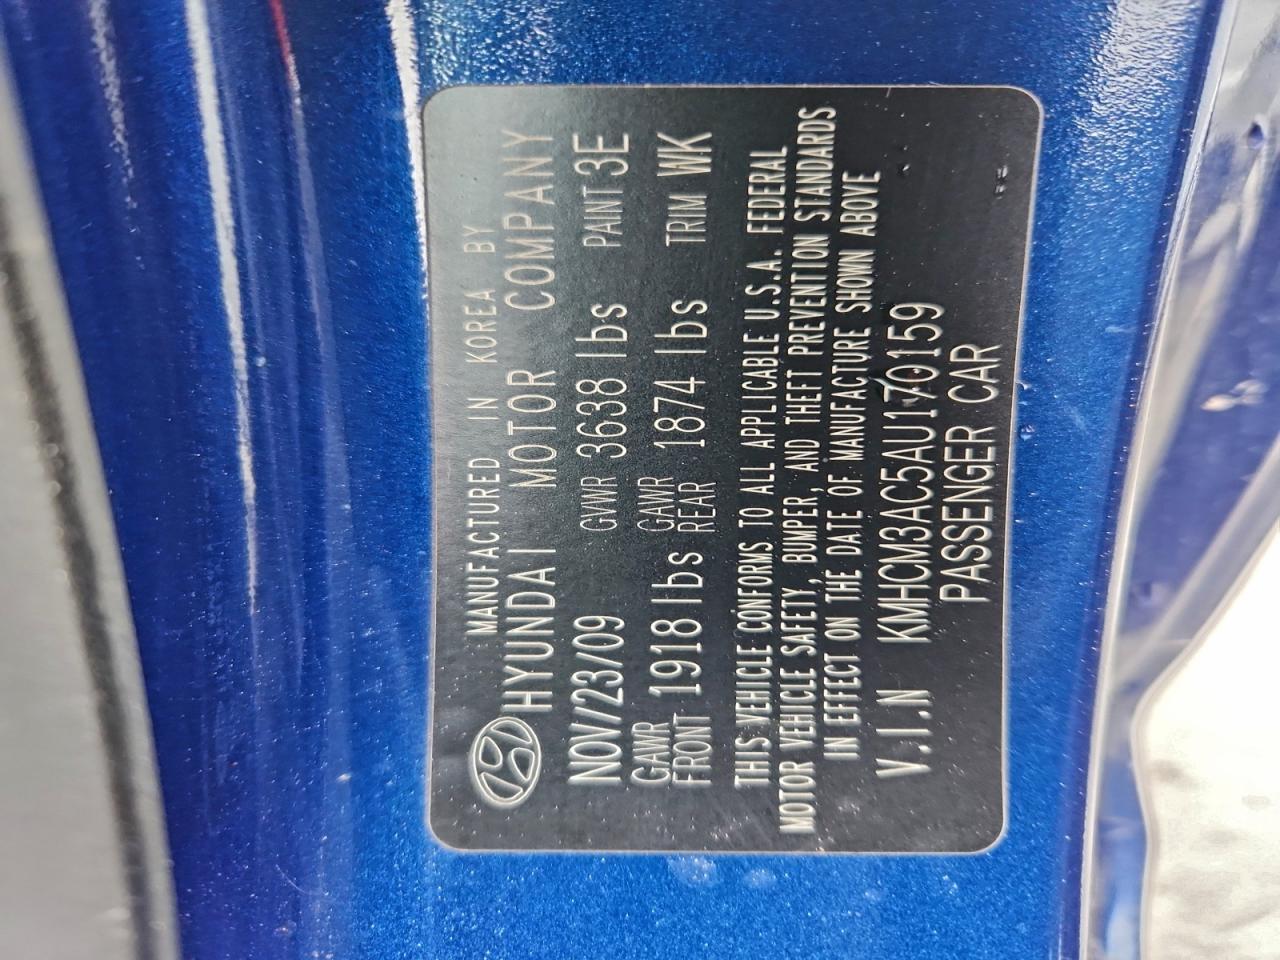 MANUFACTURED IN KOREA BY
HYUNDAI MOTOR COMPANY
NOV/23/09 GVWR 3638 lbs PAINT 3E
GAWR FRONT 1918 lbs GAWR REAR 1874 lbs TRIM WK
THIS VEHICLE CONFORMS TO ALL APPLICABLE U.S.A. FEDERAL
MOTOR VEHICLE SAFETY, BUMPER, AND THEFT PREVENTION STANDARDS
IN EFFECT ON THE DATE OF MANUFACTURE SHOWN ABOVE
V.I.N KMHCM3AC5AU170159
PASSENGER CAR